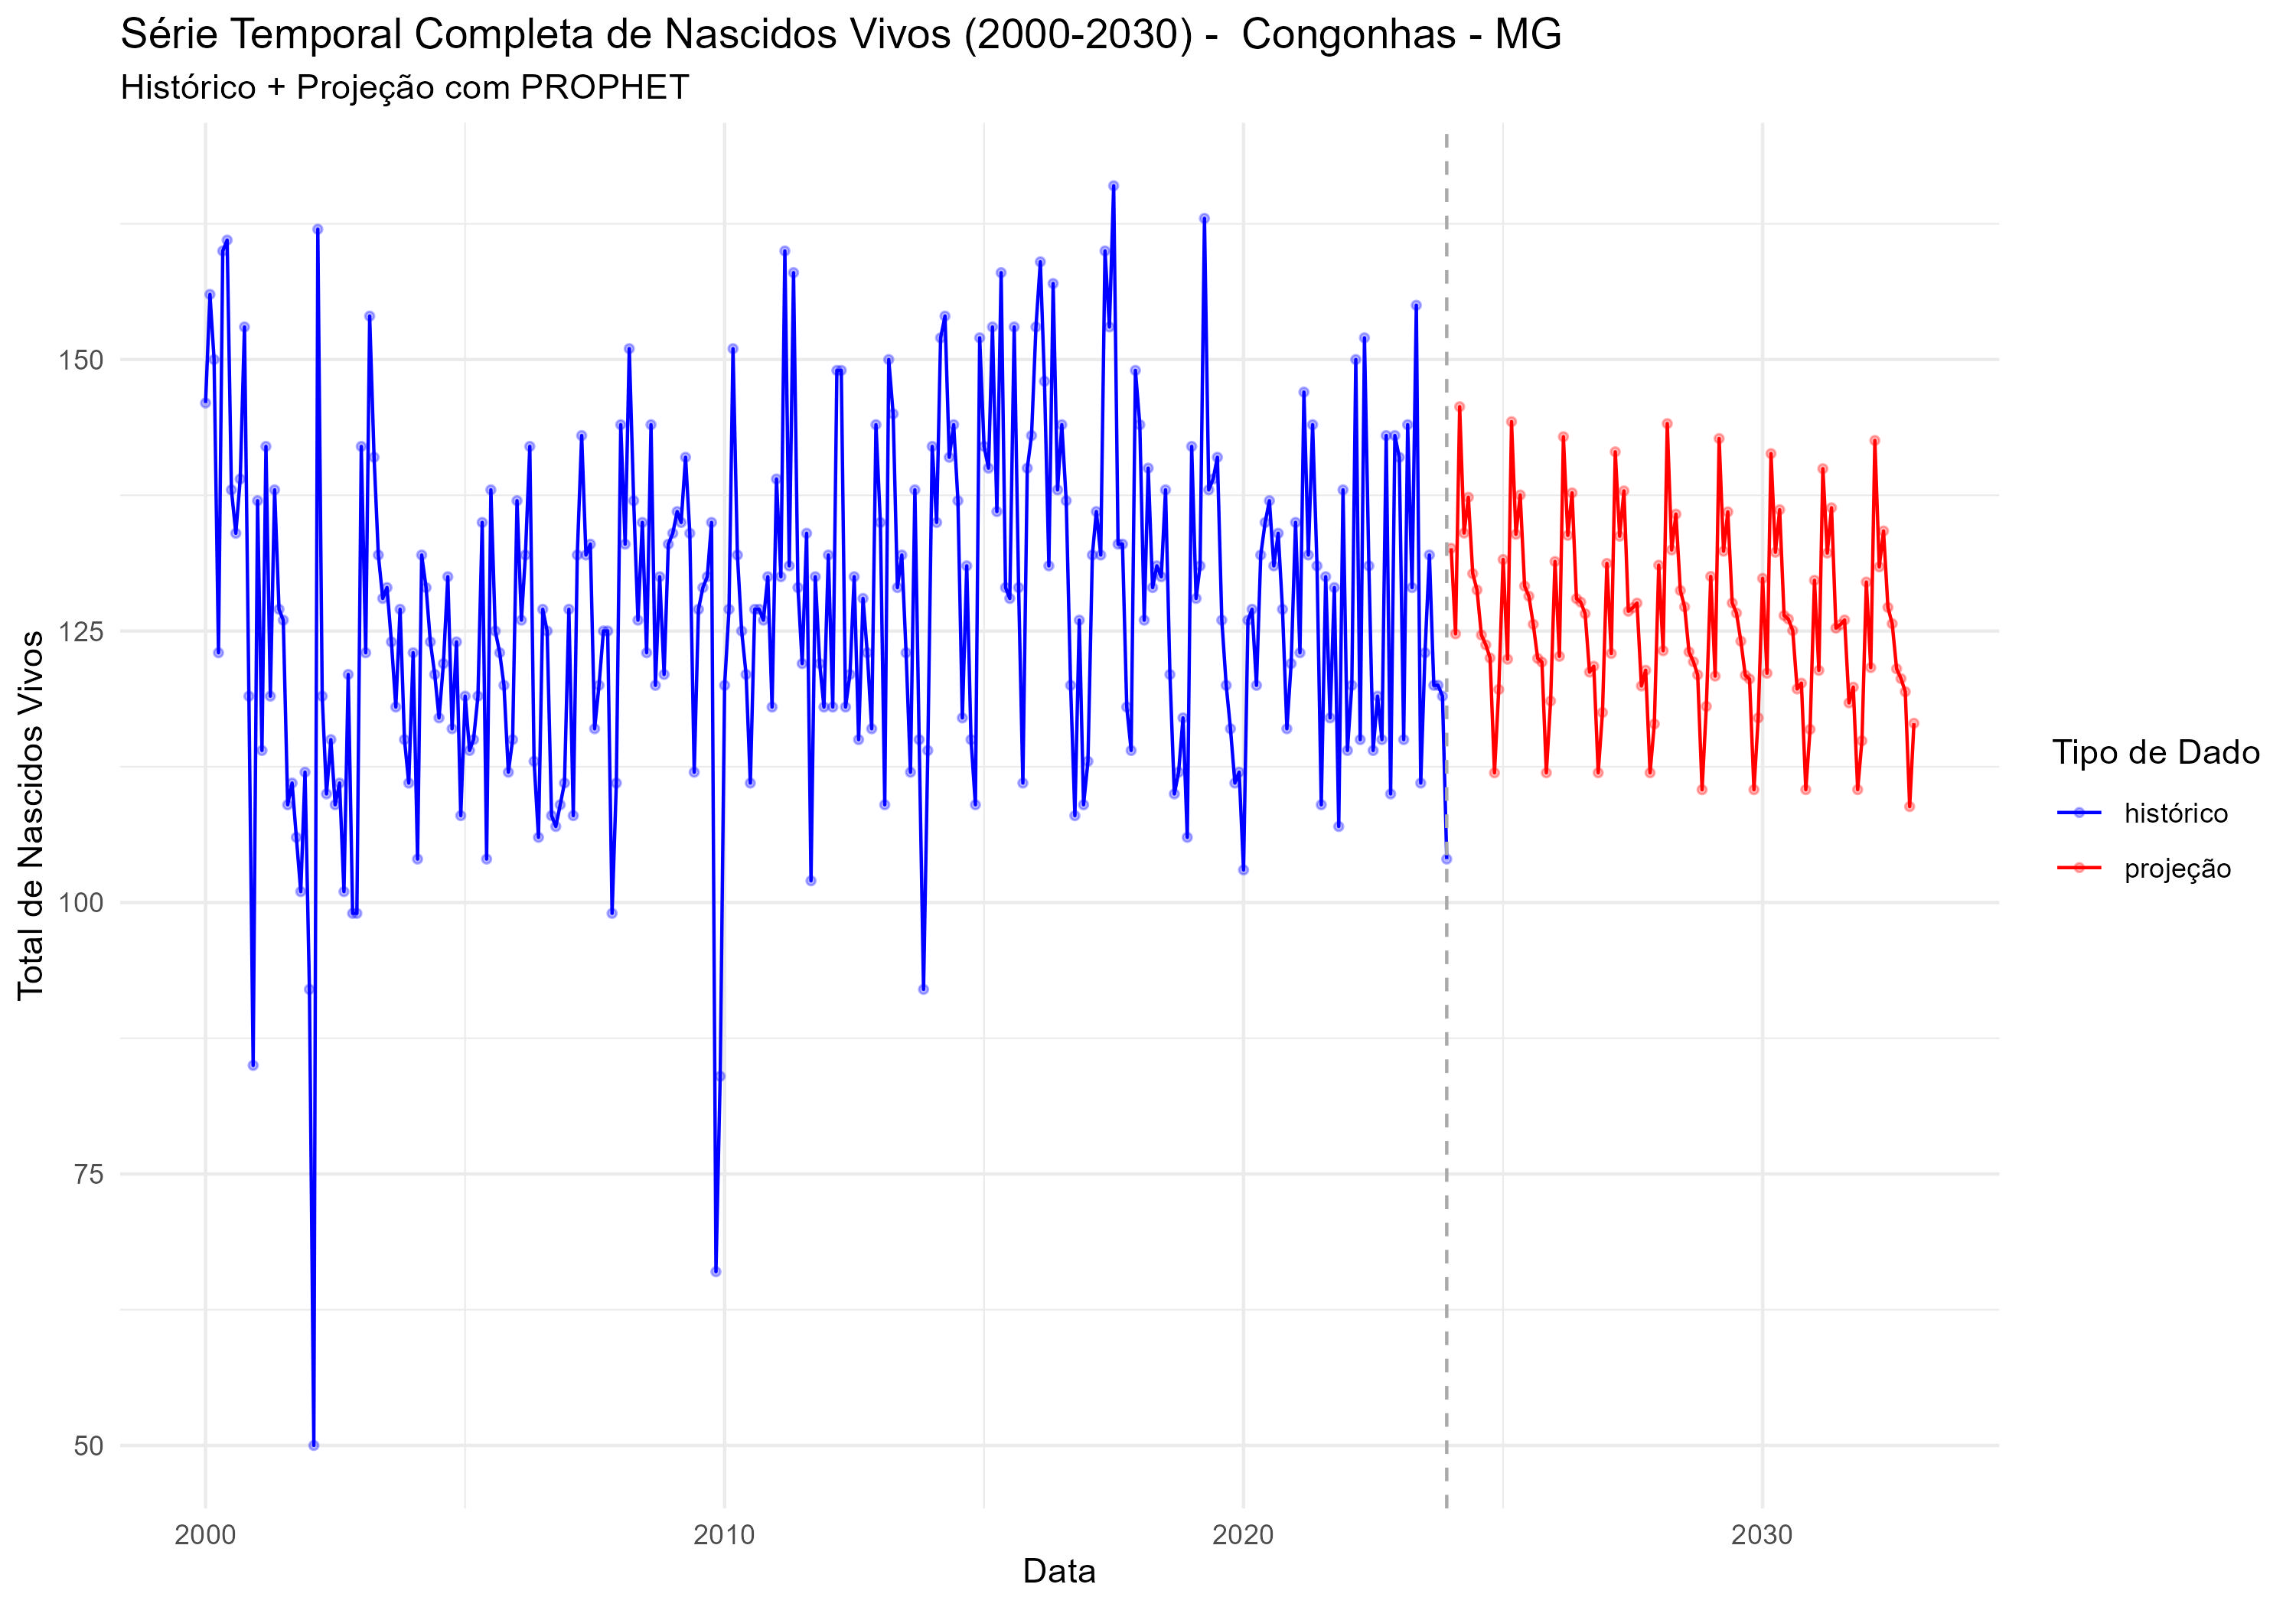 Série Temporal Completa de Nascidos Vivos (2000-2030) -  Congonhas - MG
Histórico + Projeção com PROPHET
Total de Nascidos Vivos
150
125
100
75
50
2000
2010
2020
2030
Data
Tipo de Dado
histórico
projeção